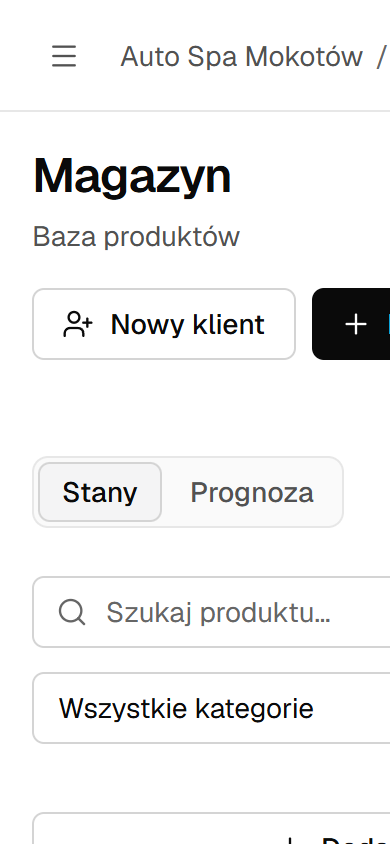 Auto Spa Mokotów /
Magazyn
Baza produktów
Nowy klient
Stany
Prognoza
Szukaj produktu...
Wszystkie kategorie